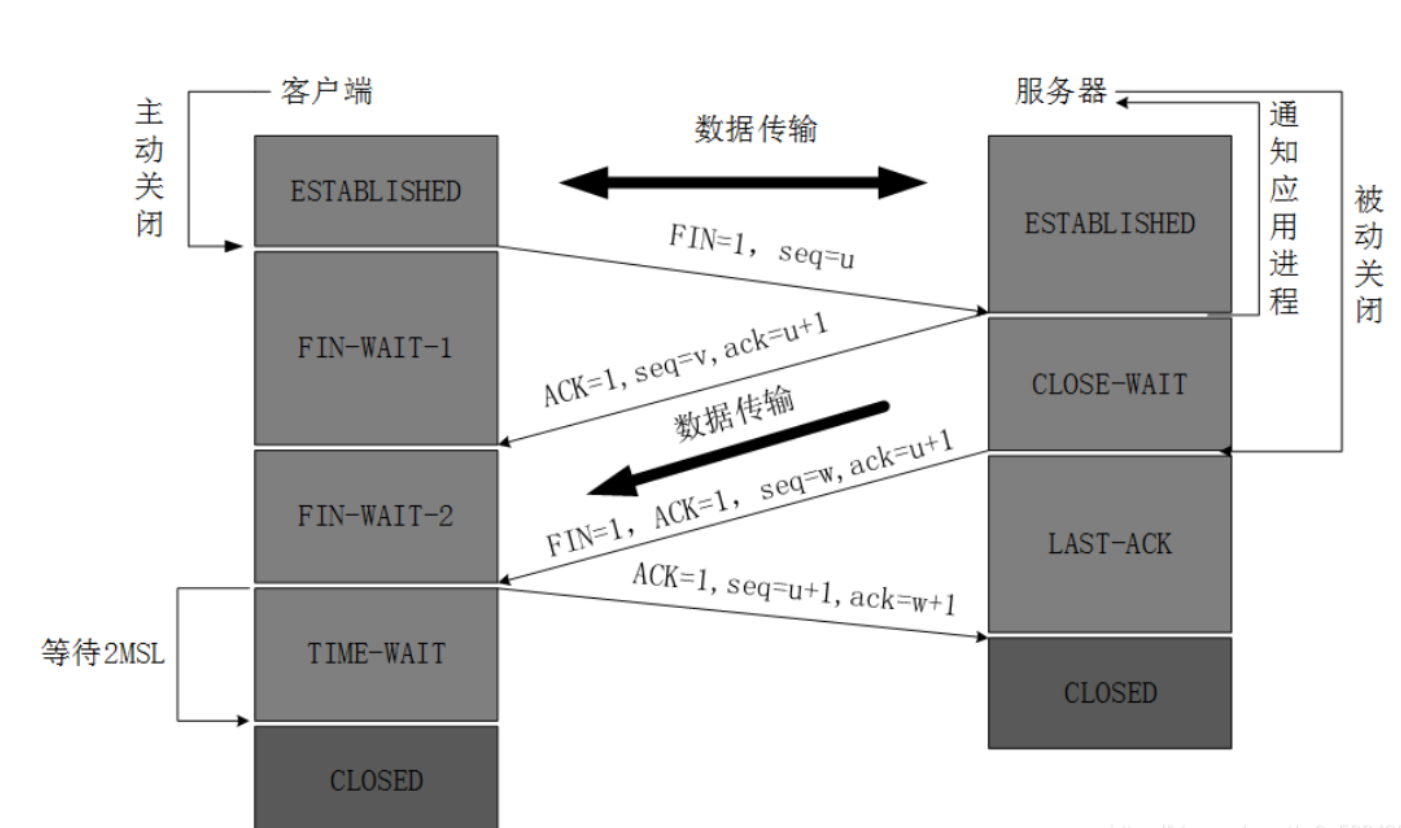 客户端
服务器
主动关闭
数据传输
通知应用进程
被动关闭
ESTABLISHED
ESTABLISHED
FIN=1, seq=u
FIN-WAIT-1
ACK=1,seq=v,ack=u+1
CLOSE-WAIT
数据传输
FIN-WAIT-2
FIN=1, ACK=1, seq=w,ack=u+1
LAST-ACK
ACK=1,seq=u+1,ack=w+1
等待2MSL
TIME-WAIT
CLOSED
CLOSED